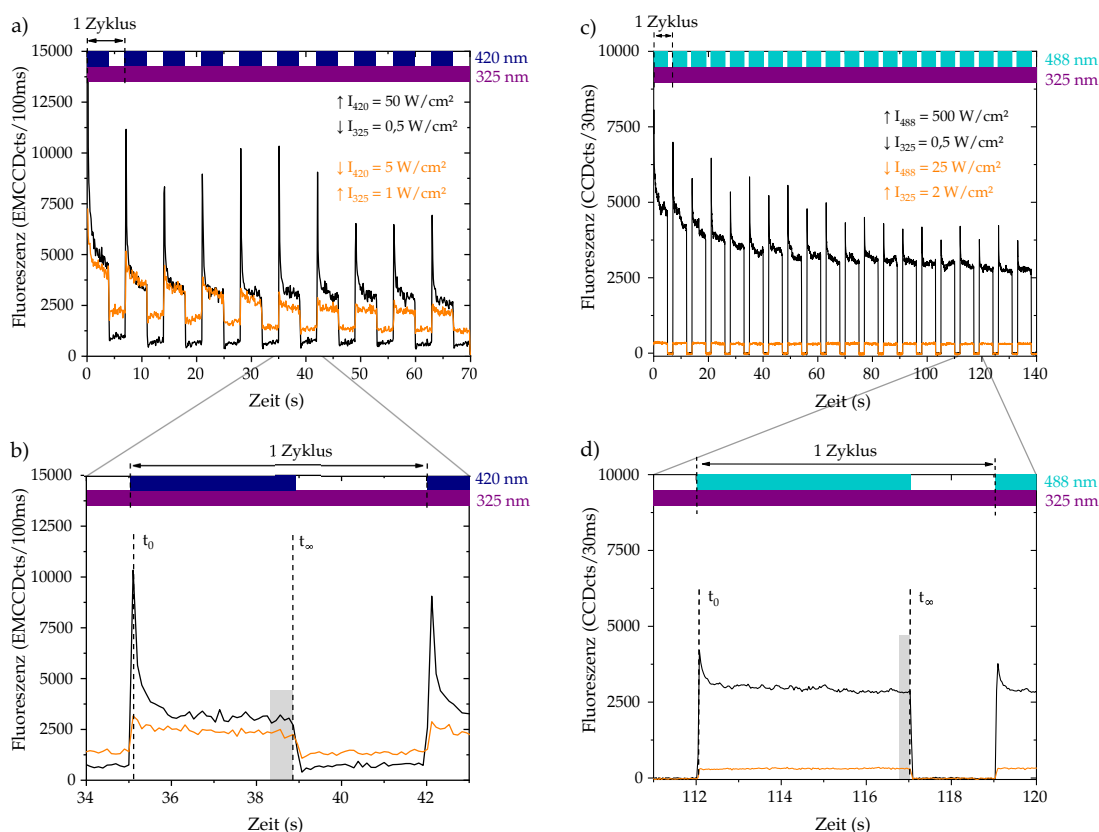 a)
1 Zyklus
15000
12500
10000
7500
5000
2500
0
Fluoreszenz (EMCCDcts/100ms)
420 nm
325 nm
↑ I420 = 50 W/cm²
↓ I325 = 0,5 W/cm²
↓ I420 = 5 W/cm²
↑ I325 = 1 W/cm²
0 10 20 30 40 50 60 70
Zeit (s)
c)
1 Zyklus
10000
7500
5000
2500
0
Fluoreszenz (CCDcts/30ms)
488 nm
325 nm
↑ I488 = 500 W/cm²
↓ I325 = 0,5 W/cm²
↓ I488 = 25 W/cm²
↑ I325 = 2 W/cm²
0 20 40 60 80 100 120 140
Zeit (s)
b)
1 Zyklus
15000
12500
10000
7500
5000
2500
0
Fluoreszenz (EMCCDcts/100ms)
420 nm
325 nm
t0
t∞
34 36 38 40 42
Zeit (s)
d)
1 Zyklus
10000
7500
5000
2500
0
Fluoreszenz (CCDcts/30ms)
488 nm
325 nm
t0
t∞
112 114 116 118 120
Zeit (s)